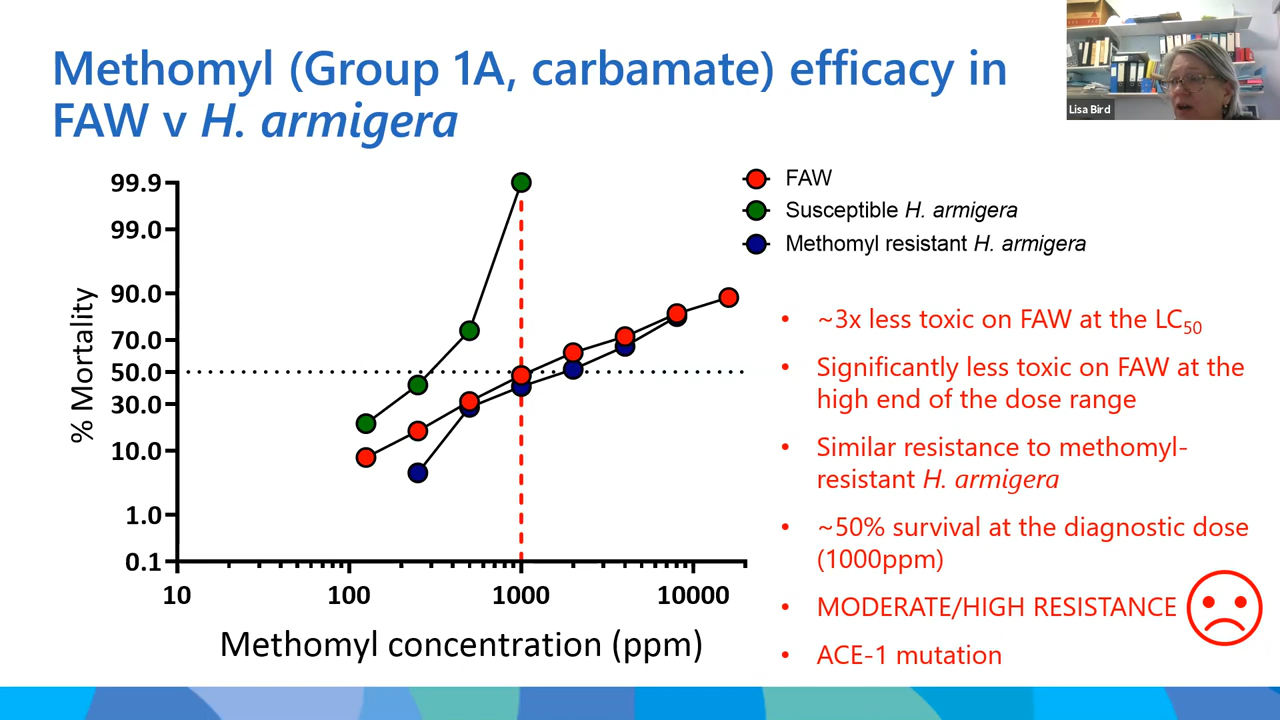 Methomyl (Group 1A, carbamate) efficacy in
FAW v H. armigera
Lisa Bird
99.9
99.0
90.0
70.0
50.0
30.0
10.0
1.0
0.1
% Mortality
10
100
1000
10000
Methomyl concentration (ppm)
FAW
Susceptible H. armigera
Methomyl resistant H. armigera
• ~3x less toxic on FAW at the LC50
• Significantly less toxic on FAW at the
high end of the dose range
• Similar resistance to methomyl-
resistant H. armigera
• ~50% survival at the diagnostic dose
(1000ppm)
• MODERATE/HIGH RESISTANCE
• ACE-1 mutation